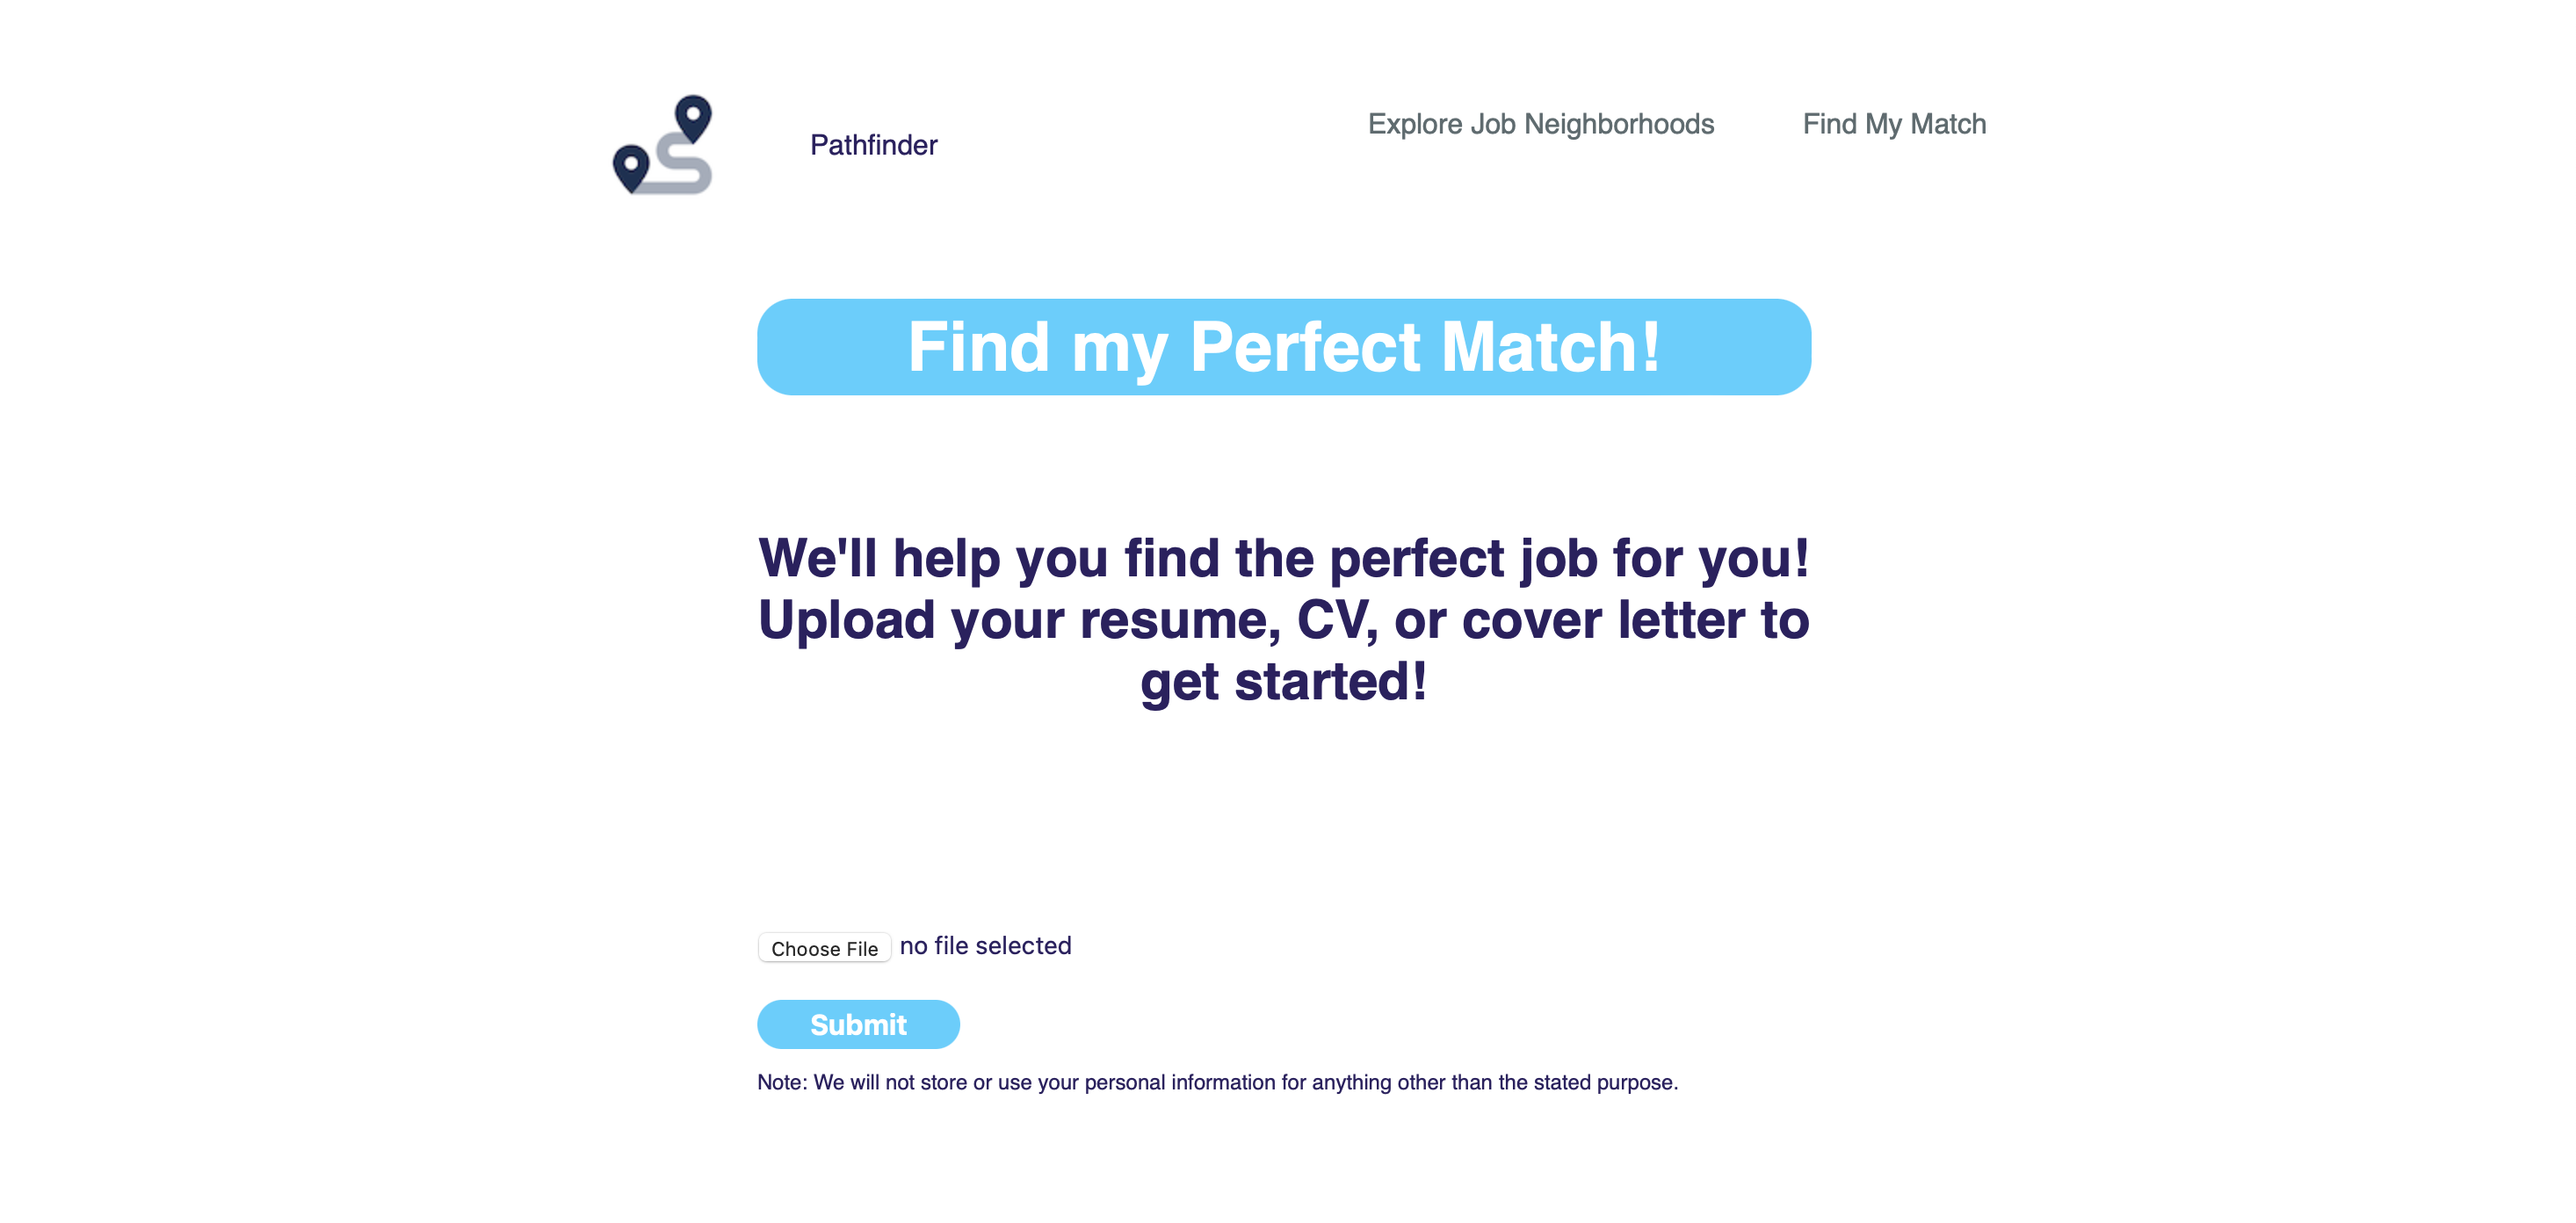 Pathfinder
Explore Job Neighborhoods
Find My Match
Find my Perfect Match!
We'll help you find the perfect job for you!
Upload your resume, CV, or cover letter to
get started!
Choose File no file selected
Submit
Note: We will not store or use your personal information for anything other than the stated purpose.